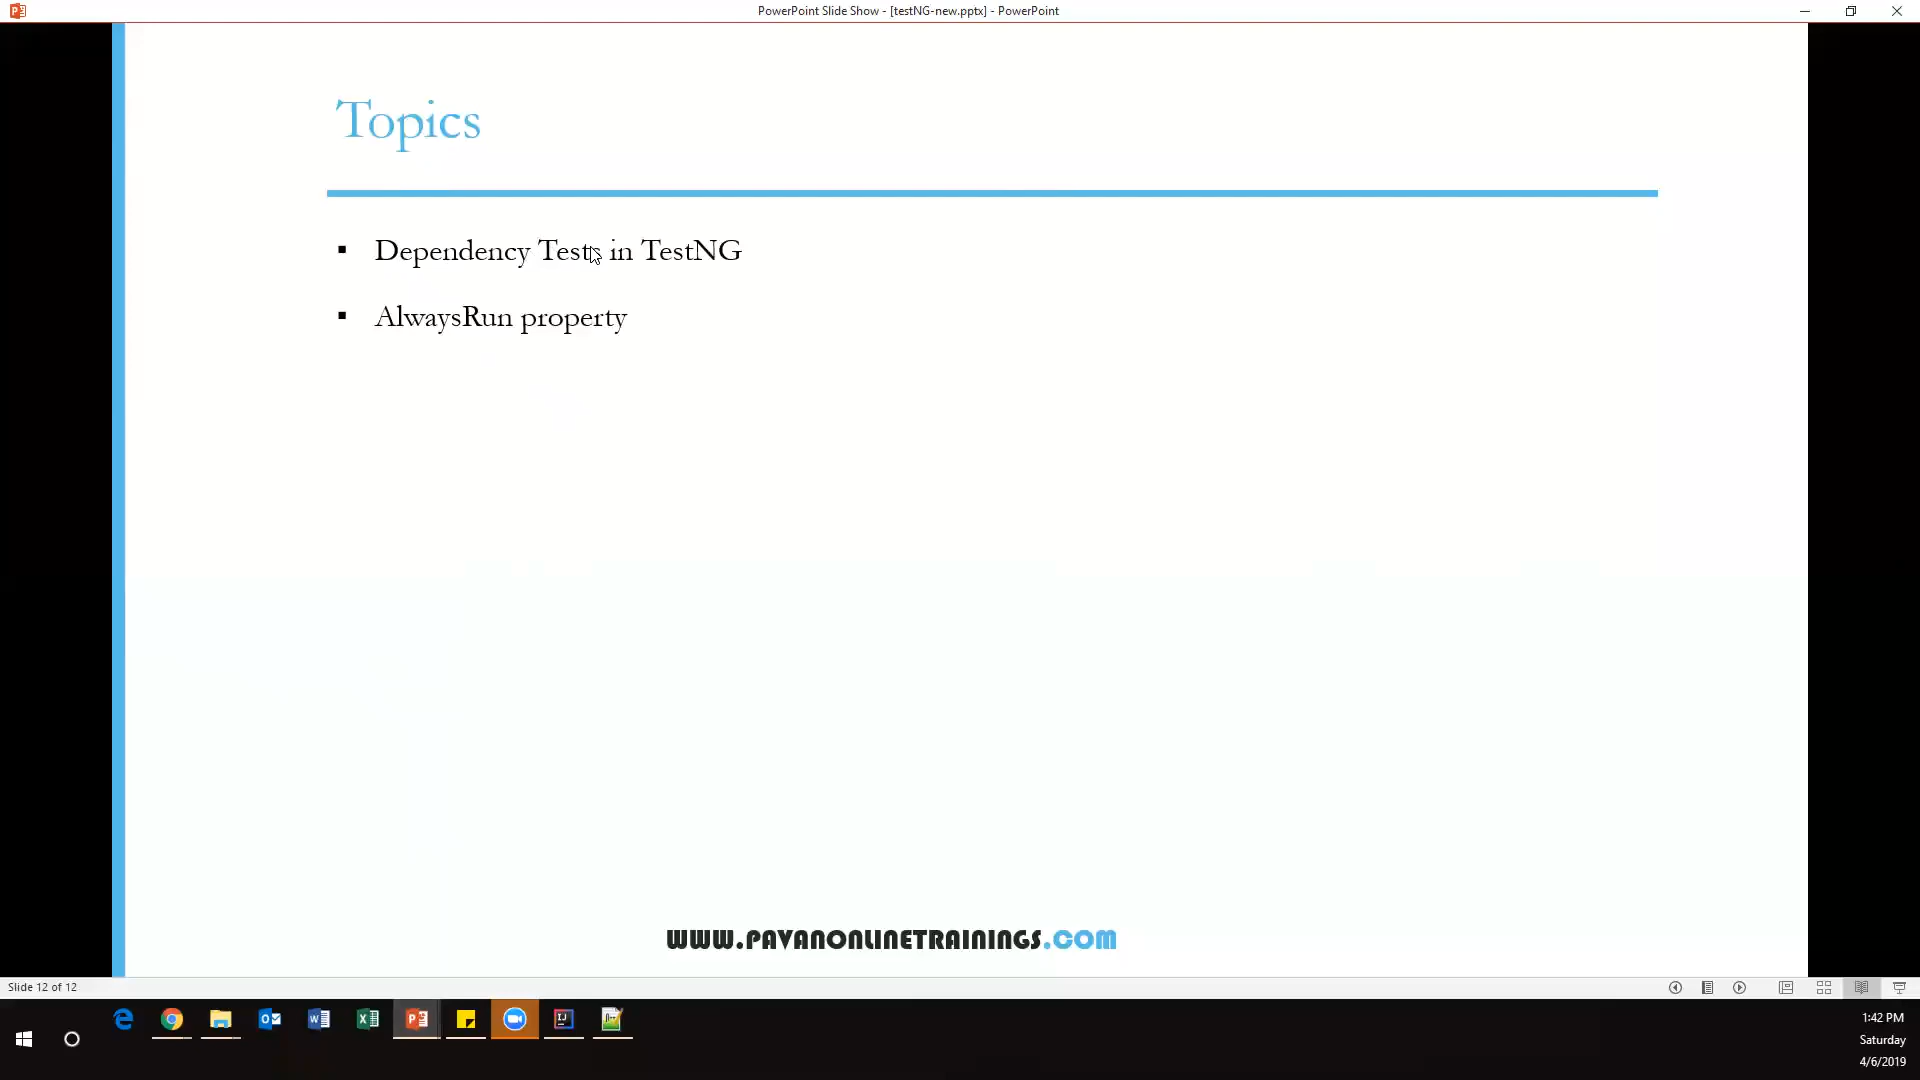 PowerPoint Slide Show - [testNG-new.pptx] - PowerPoint
Topics
▪ Dependency Tests in TestNG
▪ AlwaysRun property
WWW.PAVANONLINETRAININGS.COM
Slide 12 of 12
1:42 PM
Saturday
4/6/2019